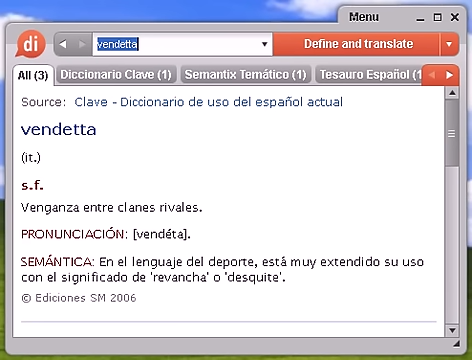 Menu
di
vendetta
Define and translate
All (3)
Diccionario Clave (1)
Semantix Temático (1)
Tesauro Español (1
Source: Clave - Diccionario de uso del español actual
vendetta
(it.)
s.f.
Venganza entre clanes rivales.
PRONUNCIACIÓN: [vendéta].
SEMÁNTICA: En el lenguaje del deporte, está muy extendido su uso
con el significado de 'revancha' o 'desquite'.
© Ediciones SM 2006